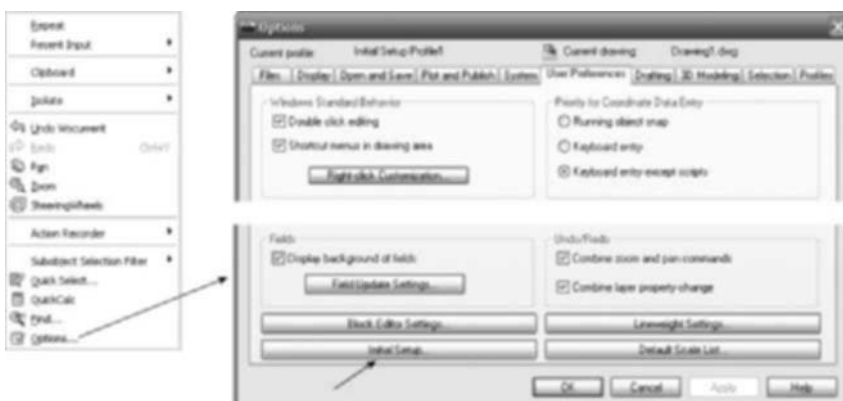 Repeat
Recent Input
Clipboard
Isolate
Undo
Pan
Zoom
SteeringWheels
Action Recorder
Subobject Selection Filter
Quick Select...
QuickCalc
Find...
Options...
Options
Current profile: Initial Setup Profile1
Current drawing: Drawing1.dwg
Files Display Open and Save Plot and Publish System User Preferences Drafting 3D Modeling Selection Profiles
Windows Standard Behavior
Double click editing
Shortcut menus in drawing area
Right-click Customization...
Priority for Coordinate Data Entry
Running object snap
Keyboard entry
Keyboard entry except scripts
Fields
Display background of fields
Field Update Settings...
Undo/Redo
Combine zoom and pan commands
Combine layer property change
Block Editor Settings...
Lineweight Settings...
Initial Setup...
Default Scale List...
OK Cancel Apply Help